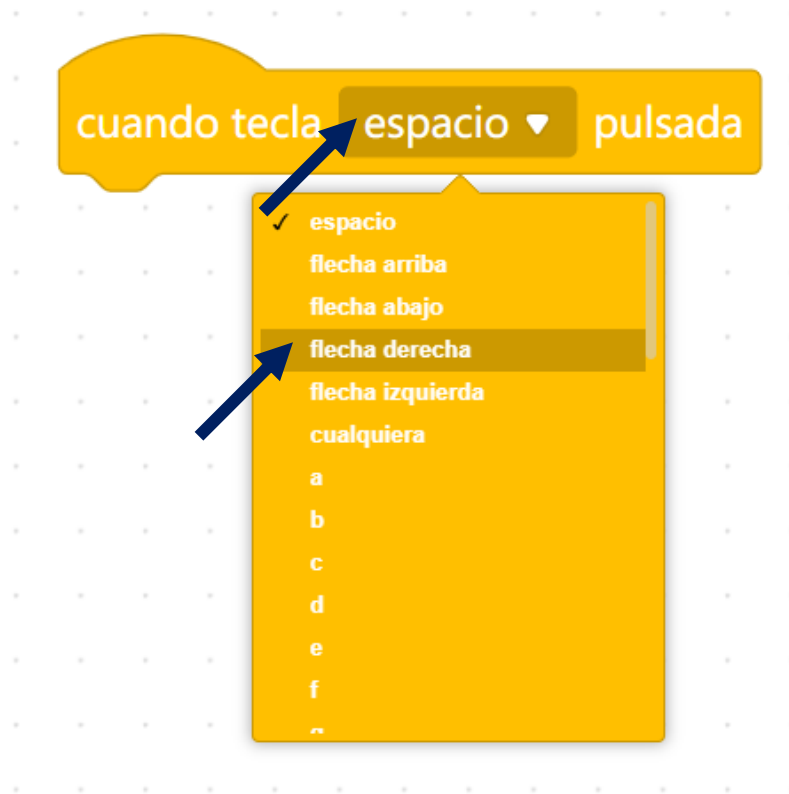 cuando tecla espacio pulsada
espacio
flecha arriba
flecha abajo
flecha derecha
flecha izquierda
cualquiera
a
b
c
d
e
f